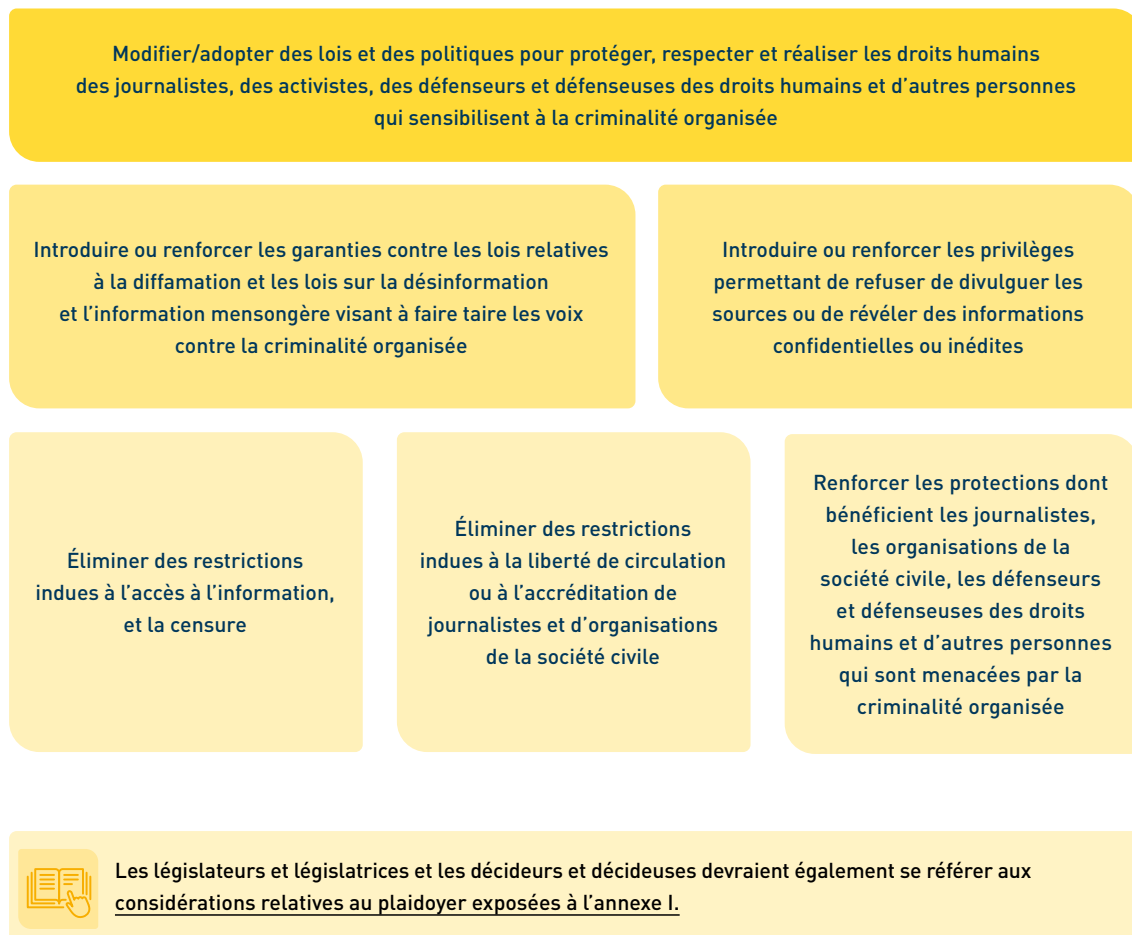 Modifier/adopter des lois et des politiques pour protéger, respecter et réaliser les droits humains
des journalistes, des activistes, des défenseurs et défenseuses des droits humains et d’autres personnes
qui sensibilisent à la criminalité organisée
Introduire ou renforcer les garanties contre les lois relatives
à la diffamation et les lois sur la désinformation
et l’information mensongère visant à faire taire les voix
contre la criminalité organisée
Introduire ou renforcer les privilèges
permettant de refuser de divulguer les
sources ou de révéler des informations
confidentielles ou inédites
Éliminer des restrictions
indues à l’accès à l’information,
et la censure
Éliminer des restrictions
indues à la liberté de circulation
ou à l’accréditation de
journalistes et d’organisations
de la société civile
Renforcer les protections dont
bénéficient les journalistes,
les organisations de la
société civile, les défenseurs
et défenseuses des droits
humains et d’autres personnes
qui sont menacées par la
criminalité organisée
Les législateurs et législatrices et les décideurs et décideuses devraient également se référer aux
considérations relatives au plaidoyer exposées à l’annexe I.